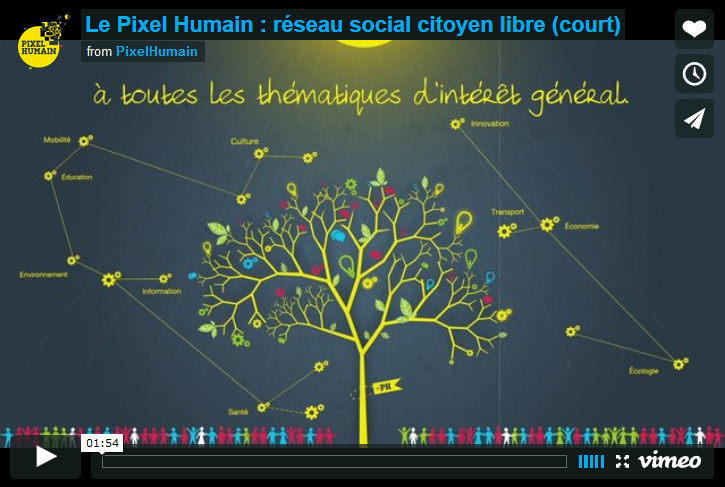 PIXEL
HUMAIN
Le Pixel Humain : réseau social citoyen libre (court)
from PixelHumain
à toutes les thématiques d'intérêt général.
Mobilité
Culture
Innovation
Éducation
Transport
Économie
Environnement
Information
Écologie
PH
Santé
01:54
vimeo